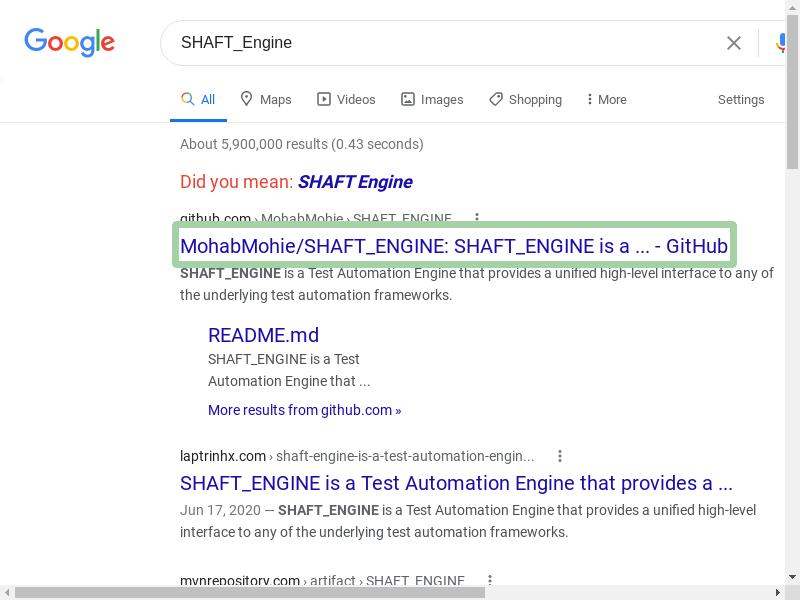 Google
SHAFT_Engine
All Maps Videos Images Shopping More Settings
About 5,900,000 results (0.43 seconds)
Did you mean: SHAFT Engine
github.com › MohabMohie › SHAFT_ENGINE
MohabMohie/SHAFT_ENGINE: SHAFT_ENGINE is a ... - GitHub
SHAFT_ENGINE is a Test Automation Engine that provides a unified high-level interface to any of
the underlying test automation frameworks.
README.md
SHAFT_ENGINE is a Test
Automation Engine that ...
More results from github.com »
laptrinhx.com › shaft-engine-is-a-test-automation-engin...
SHAFT_ENGINE is a Test Automation Engine that provides a ...
Jun 17, 2020 — SHAFT_ENGINE is a Test Automation Engine that provides a unified high-level
interface to any of the underlying test automation frameworks.
mvnrepository.com › artifact › SHAFT_ENGINE